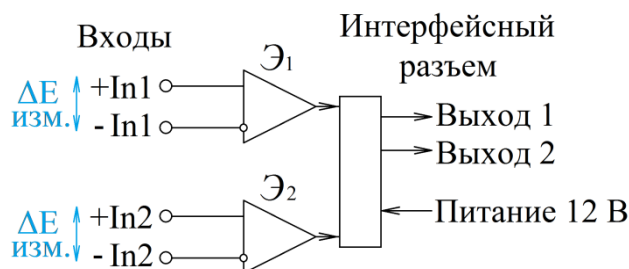 Входы
Интерфейсный
разъем
Э1
ΔE
изм.
+In1
- In1
Выход 1
Выход 2
Э2
ΔE
изм.
+In2
- In2
Питание 12 В